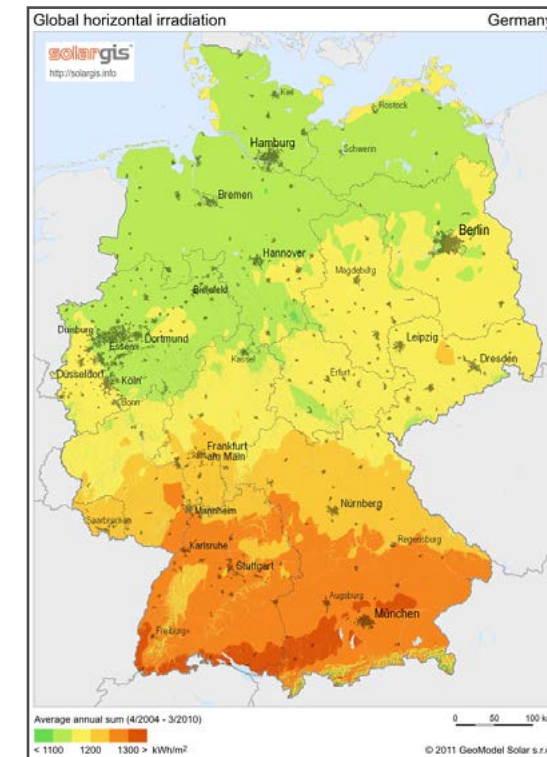 Global horizontal irradiation Germany
solargis
http://solargis.info
Kiel
Rostock
Hamburg
Schwerin
Bremen
Berlin
Hannover
Magdeburg
Bielefeld
Duisburg
Essen
Dortmund
Kassel
Leipzig
Düsseldorf
Köln
Erfurt
Dresden
Bonn
Frankfurt
am Main
Mannheim
Nürnberg
Saarbrücken
Karlsruhe
Regensburg
Stuttgart
Augsburg
München
Freiburg
Average annual sum (4/2004 - 3/2010)
0 50 100 k
< 1100 1200 1300 > kWh/m²
© 2011 GeoModel Solar s.r.o